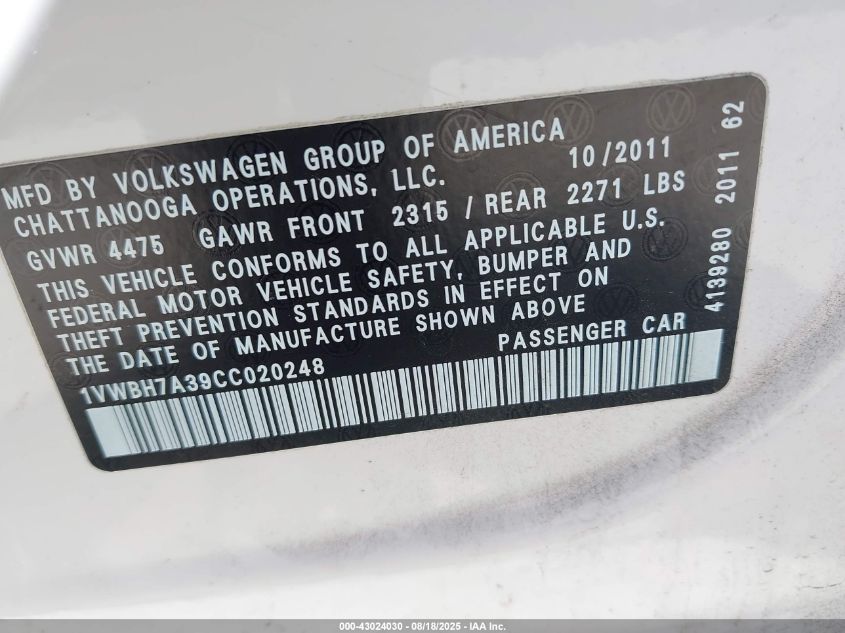 MFD BY VOLKSWAGEN GROUP OF AMERICA
CHATTANOOGA OPERATIONS, LLC. 10/2011
GVWR 4475 GAWR FRONT 2315 / REAR 2271 LBS
THIS VEHICLE CONFORMS TO ALL APPLICABLE U.S.
FEDERAL MOTOR VEHICLE SAFETY, BUMPER AND
THEFT PREVENTION STANDARDS IN EFFECT ON
THE DATE OF MANUFACTURE SHOWN ABOVE
1VWBH7A39CC020248 PASSENGER CAR
4139280 2011 62
000-43024030 - 08/18/2025 - IAA Inc.